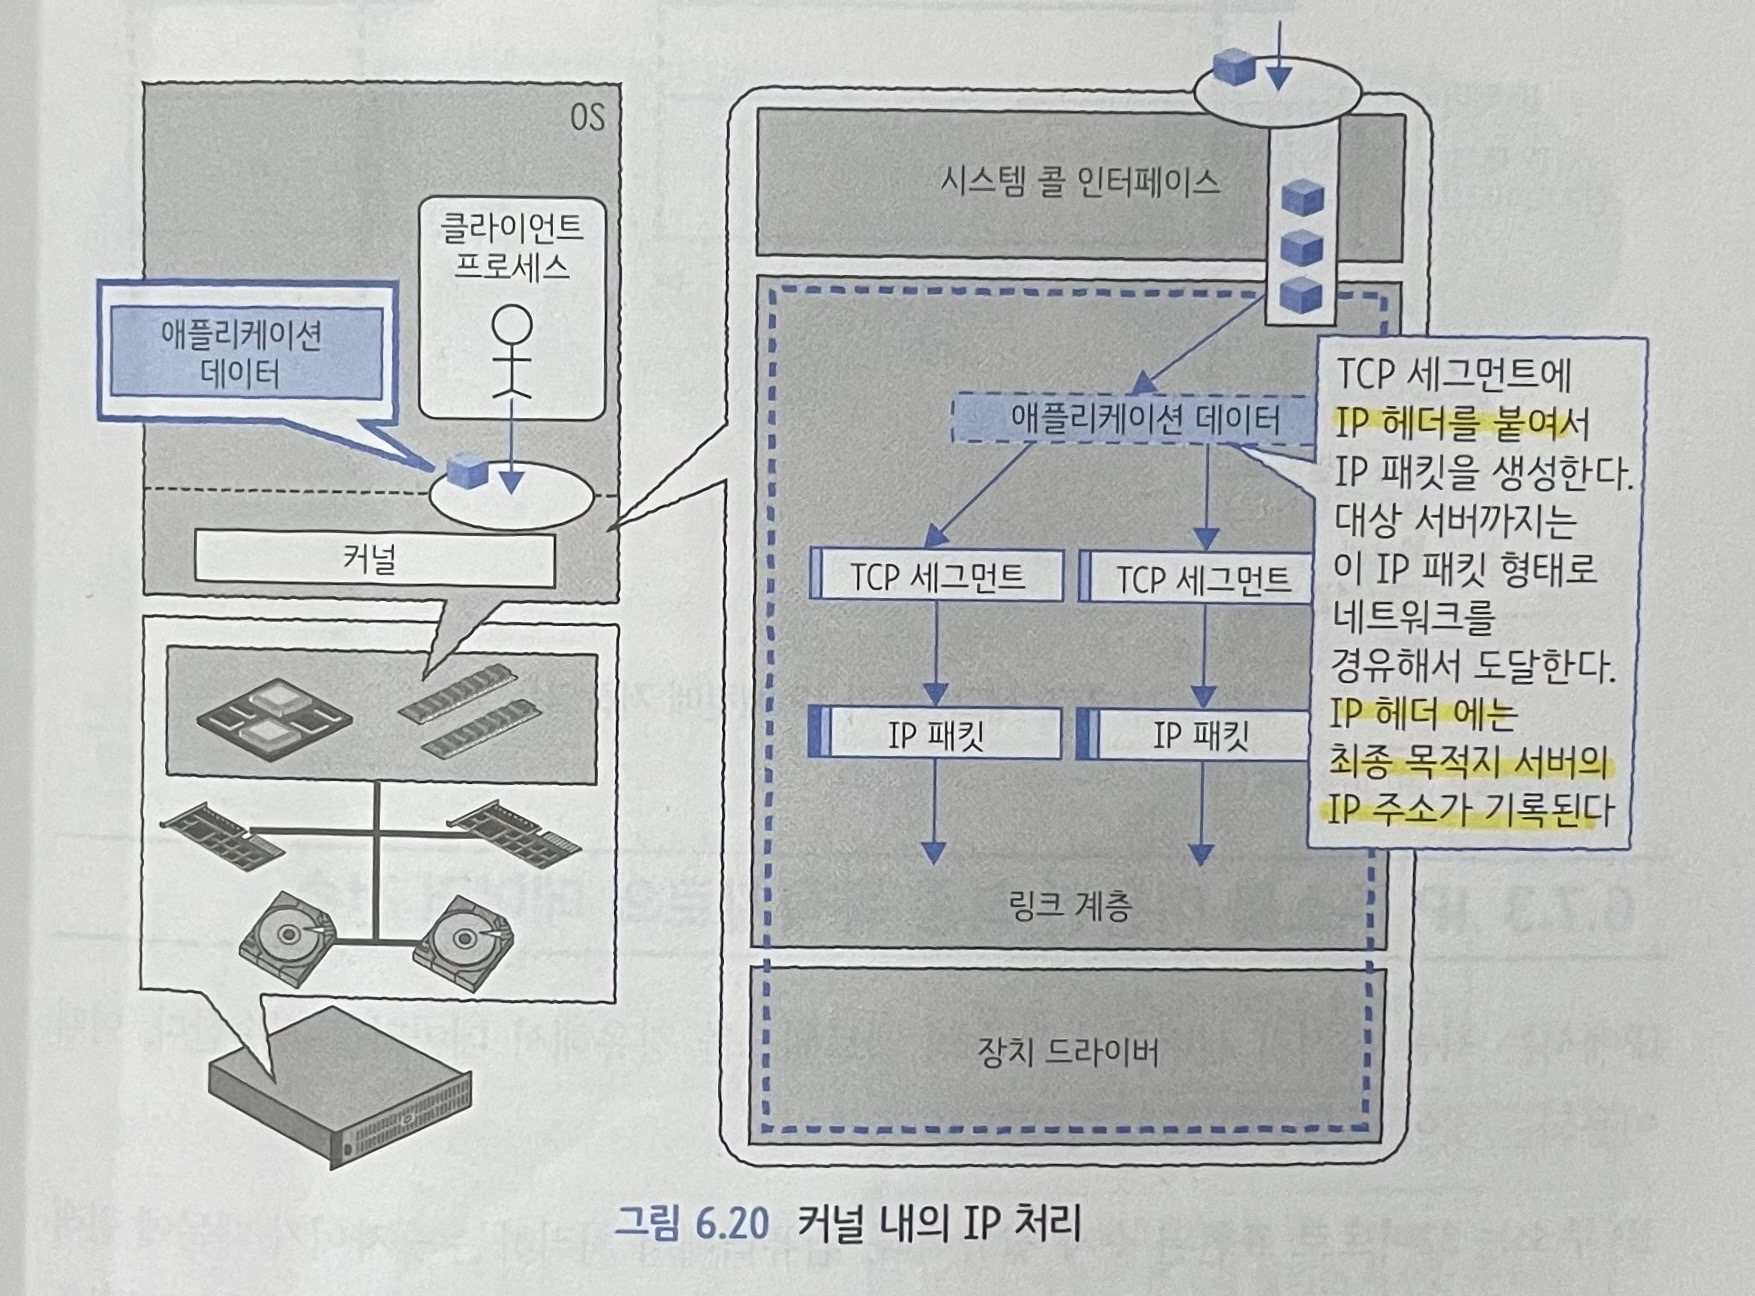 OS
클라이언트
프로세스
애플리케이션
데이터
커널
시스템 콜 인터페이스
애플리케이션 데이터
TCP 세그먼트
TCP 세그먼트
IP 패킷
IP 패킷
링크 계층
장치 드라이버
TCP 세그먼트에
IP 헤더를 붙여서
IP 패킷을 생성한다.
대상 서버까지는
이 IP 패킷 형태로
네트워크를
경유해서 도달한다.
IP 헤더 에는
최종 목적지 서버의
IP 주소가 기록된다
그림 6.20 커널 내의 IP 처리